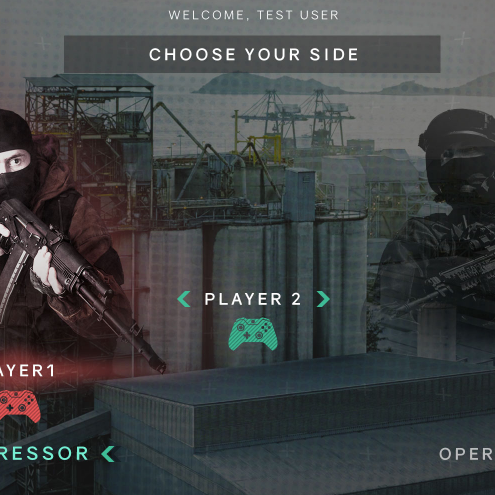 WELCOME, TEST USER
CHOOSE YOUR SIDE
PLAYER 2
AYER1
RESSOR
OPER